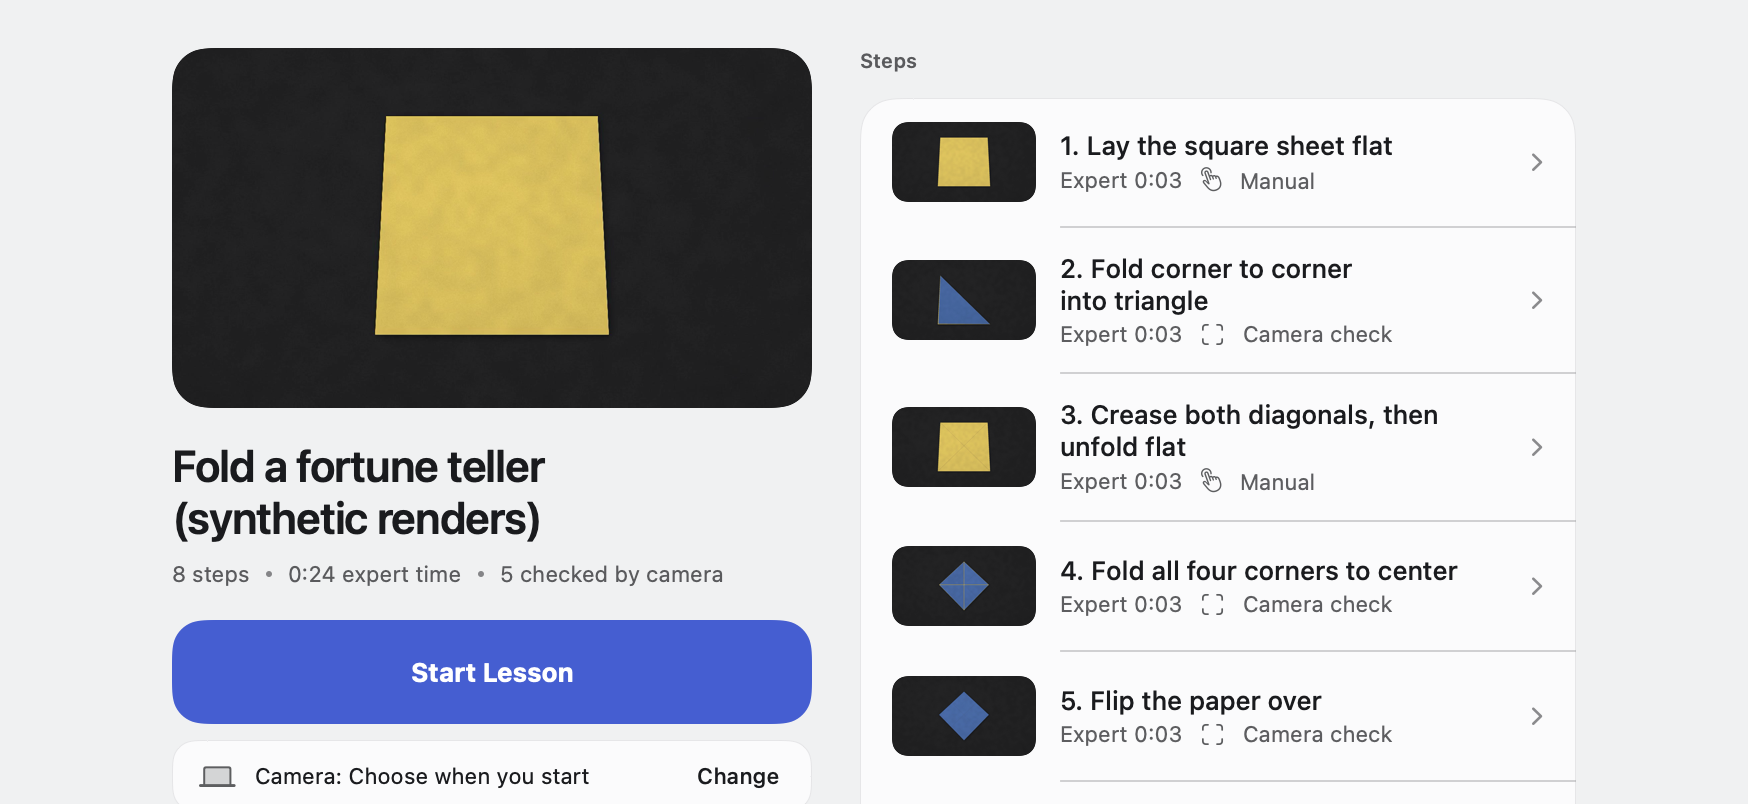 Fold a fortune teller
(synthetic renders)
8 steps • 0:24 expert time • 5 checked by camera
Start Lesson
Camera: Choose when you start
Change
Steps
1. Lay the square sheet flat
Expert 0:03 Manual
2. Fold corner to corner
into triangle
Expert 0:03 Camera check
3. Crease both diagonals, then
unfold flat
Expert 0:03 Manual
4. Fold all four corners to center
Expert 0:03 Camera check
5. Flip the paper over
Expert 0:03 Camera check